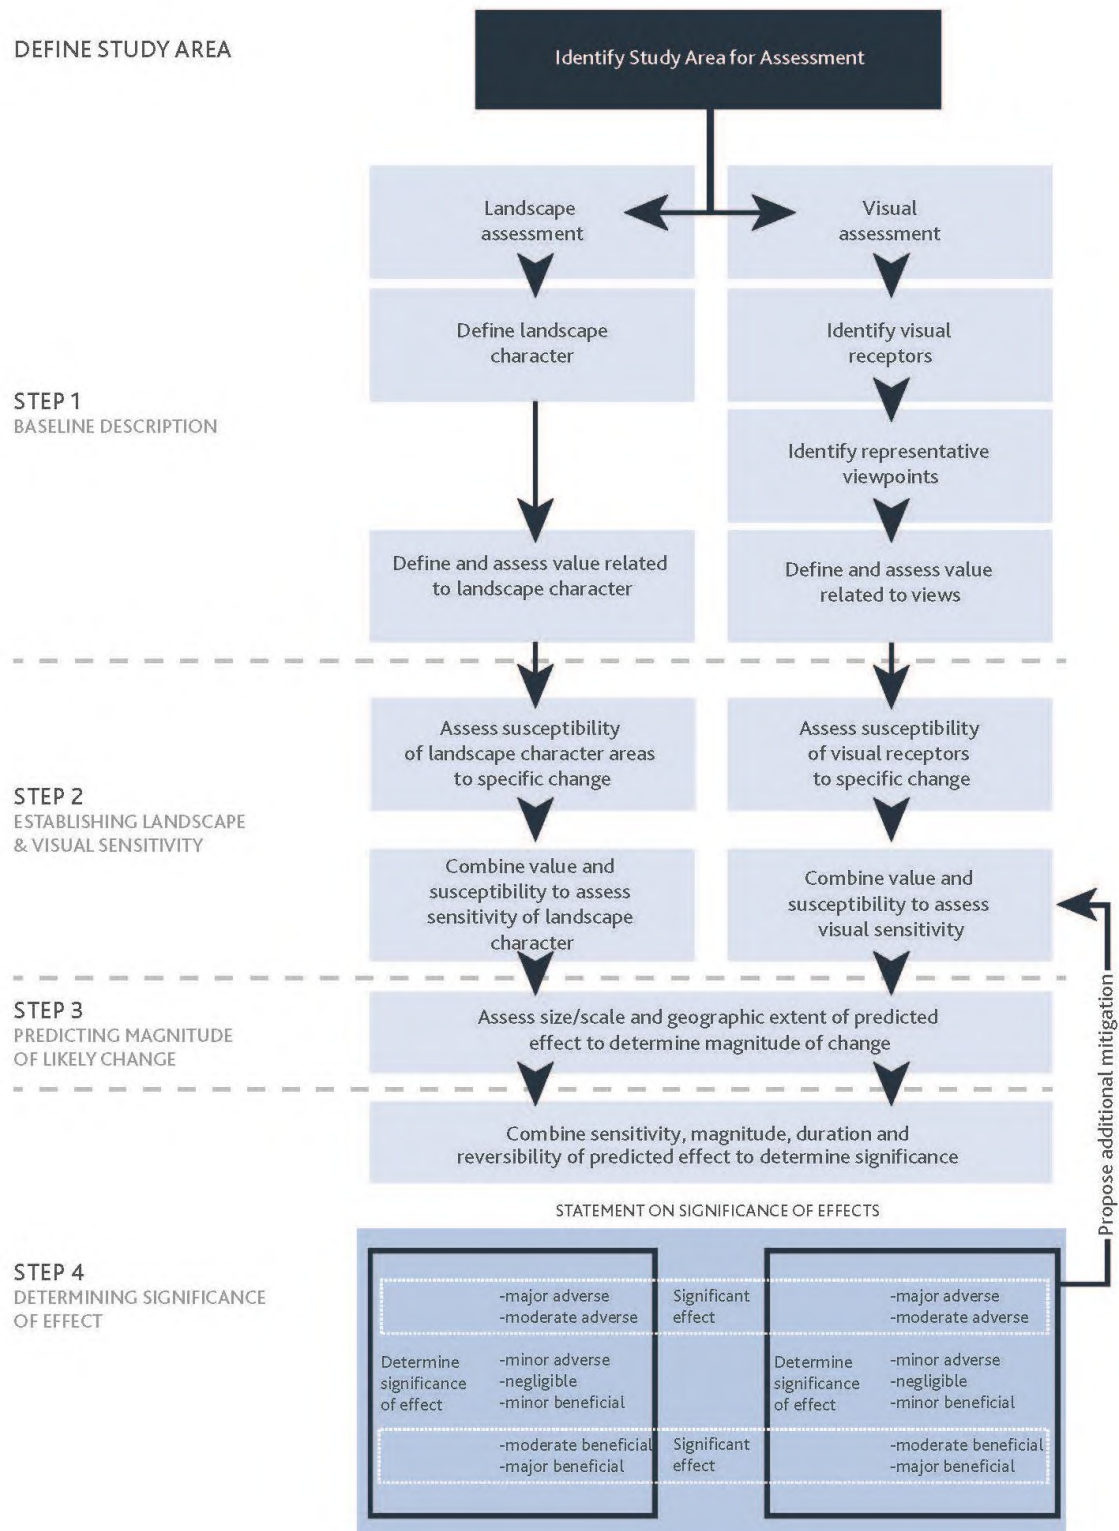 DEFINE STUDY AREA
Identify Study Area for Assessment
Landscape
assessment
Visual
assessment
Define landscape
character
Identify visual
receptors
STEP 1
BASELINE DESCRIPTION
Identify representative
viewpoints
Define and assess value related
to landscape character
Define and assess value
related to views
Assess susceptibility
of landscape character areas
to specific change
Assess susceptibility
of visual receptors
to specific change
STEP 2
ESTABLISHING LANDSCAPE
& VISUAL SENSITIVITY
Combine value and
susceptibility to assess
sensitivity of landscape
character
Combine value and
susceptibility to assess
visual sensitivity
STEP 3
PREDICTING MAGNITUDE
OF LIKELY CHANGE
Assess size/scale and geographic extent of predicted
effect to determine magnitude of change
Combine sensitivity, magnitude, duration and
reversibility of predicted effect to determine significance
Propose additional mitigation
STATEMENT ON SIGNIFICANCE OF EFFECTS
STEP 4
DETERMINING SIGNIFICANCE
OF EFFECT
-major adverse
-moderate adverse
Significant
effect
-major adverse
-moderate adverse
Determine
significance
of effect
-minor adverse
-negligible
-minor beneficial
Determine
significance
of effect
-minor adverse
-negligible
-minor beneficial
-moderate beneficial
-major beneficial
Significant
effect
-moderate beneficial
-major beneficial